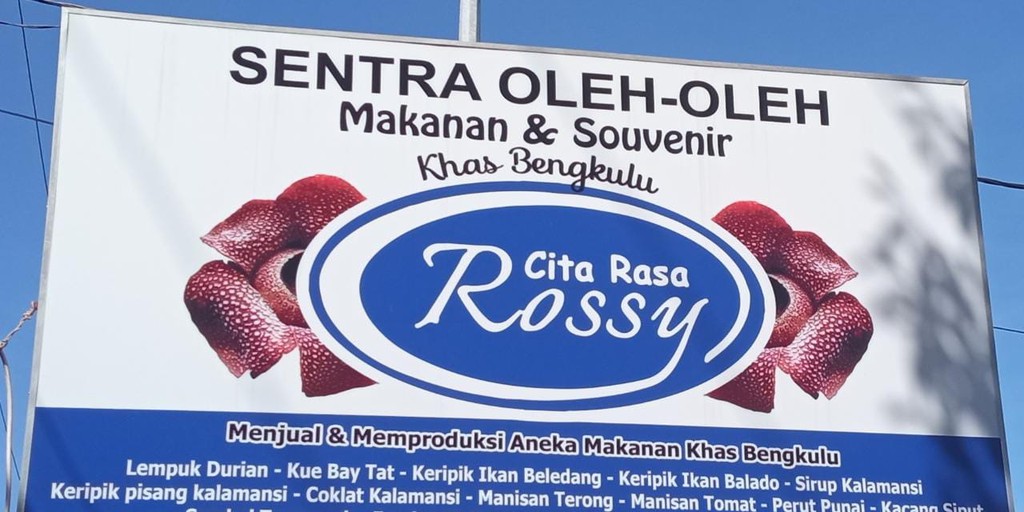 SENTRA OLEH-OLEH
Makanan & Souvenir
Khas Bengkulu
Cita Rasa
Rossy
Menjual & Memproduksi Aneka Makanan Khas Bengkulu
Lempuk Durian - Kue Bay Tat - Keripik Ikan Beledang - Keripik Ikan Balado - Sirup Kalamansi
Keripik pisang kalamansi - Coklat Kalamansi - Manisan Terong - Manisan Tomat - Perut Punai - Kacang Siput